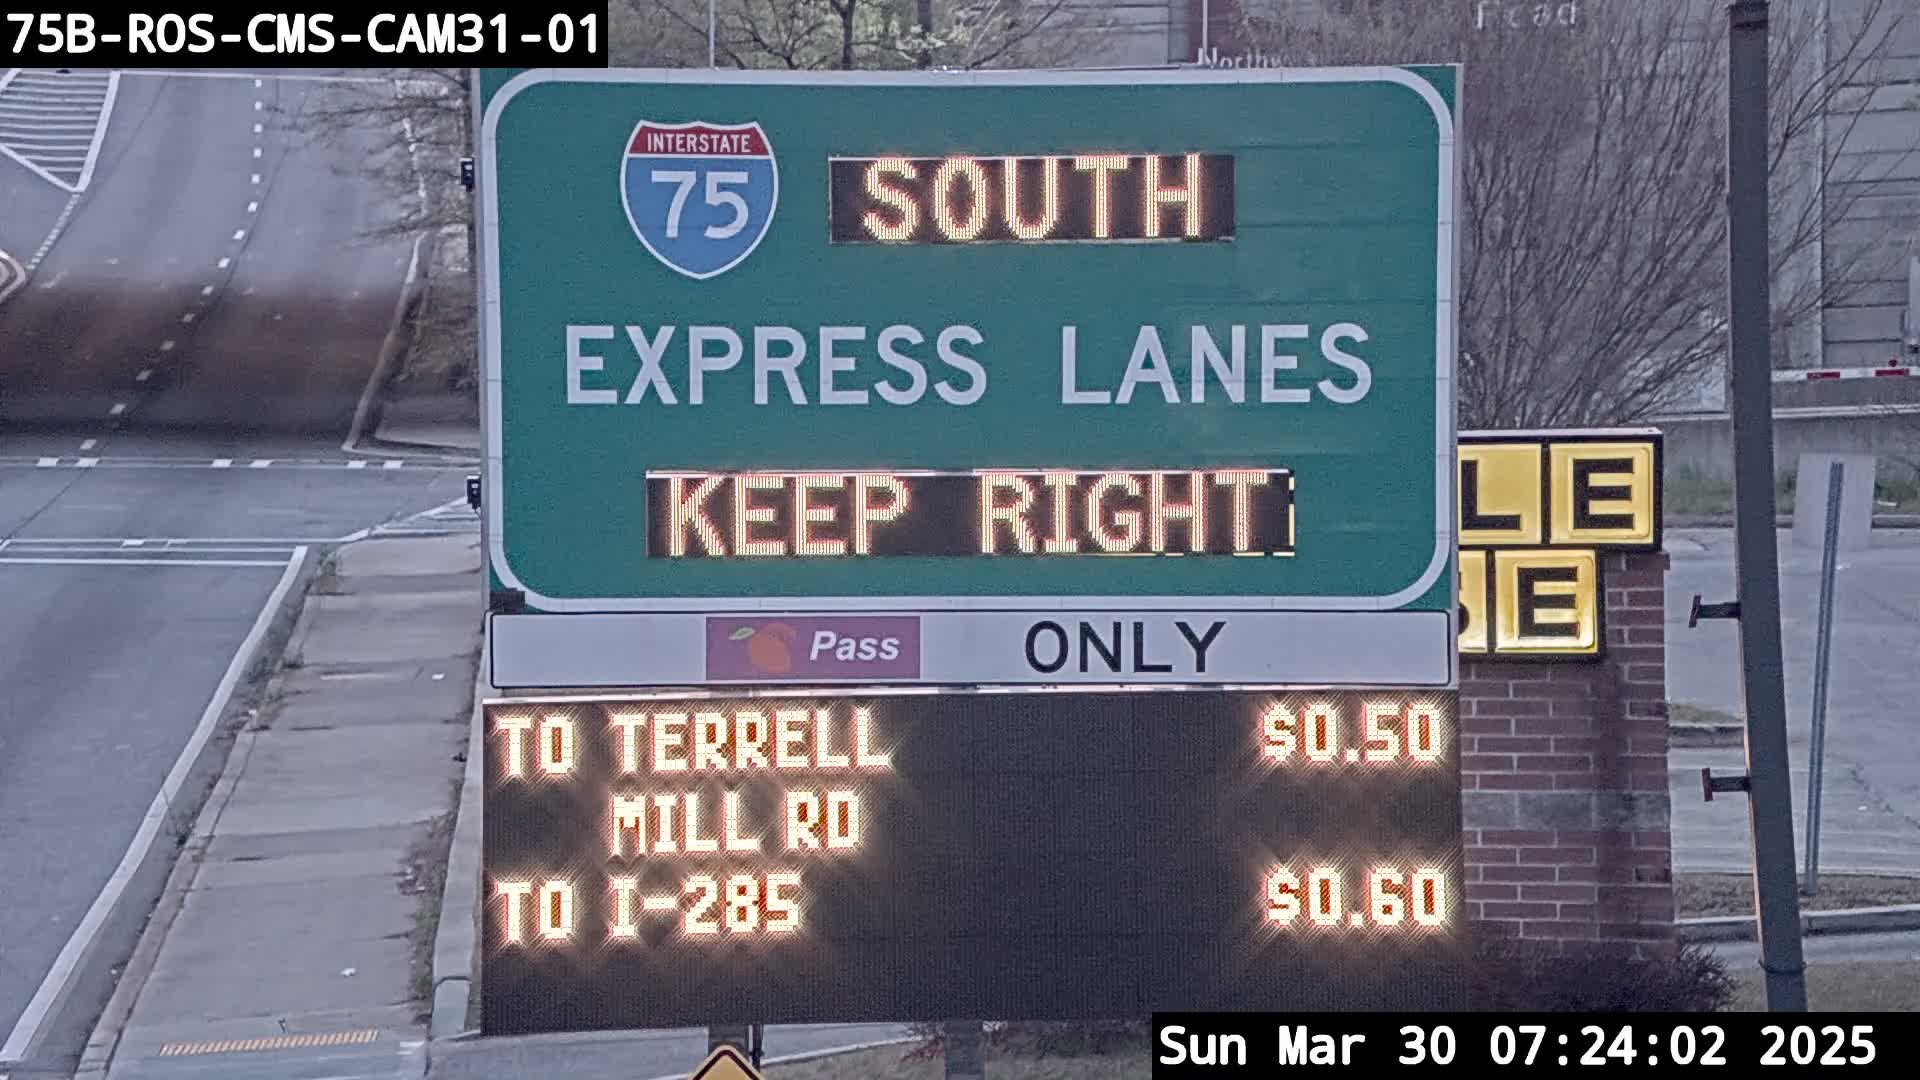 75B-ROS-CMS-CAM31-01
INTERSTATE
75
SOUTH
EXPRESS LANES
KEEP RIGHT
Pass ONLY
TO TERRELL $0.50
MILL RD
TO I-285 $0.60
LE
E
Sun Mar 30 07:24:02 2025